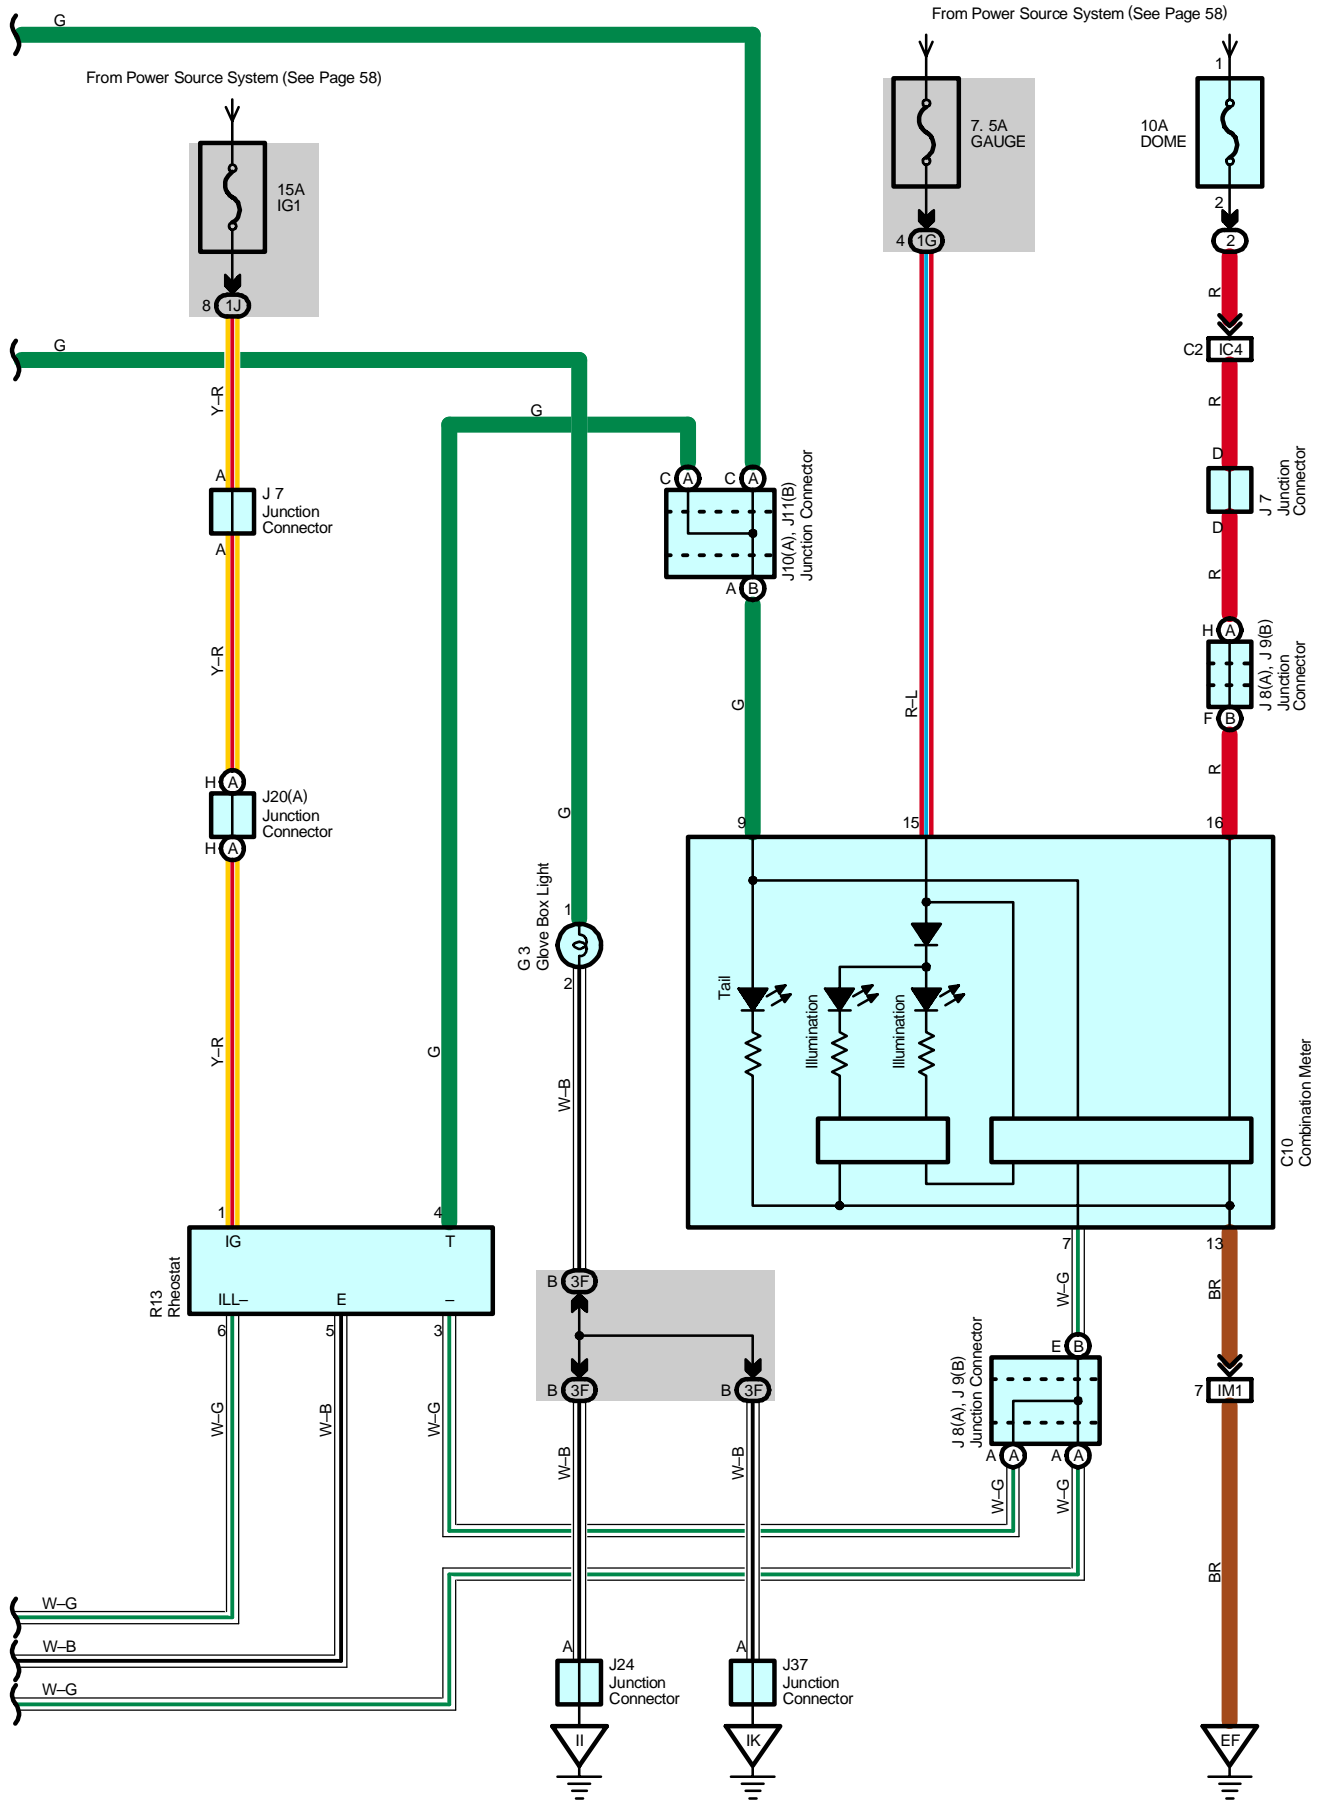 G
From Power Source System (See Page 58)
From Power Source System (See Page 58)
1
15A
IG1
7. 5A
GAUGE
10A
DOME
2
8 1J
4 1G
2
G
R
C2 IC4
Y–R
G
R
A
J 7
Junction
Connector
A
C A
C A
J10(A), J11(B)
Junction Connector
A B
D
J 7
Junction
Connector
D
R
Y–R
H A
J 8(A), J 9(B)
Junction
Connector
F B
G
R–L
R
H A
J20(A)
Junction
Connector
H A
G
9
15
16
1
G 3
Glove Box Light
2
Tail
Illumination
Illumination
Y–R
G
W–B
C10
Combination Meter
1
4
IG
T
R13
Rheostat
ILL–
E
–
6
5
3
B 3F
7
13
W–G
BR
E B
J 8(A), J 9(B)
Junction Connector
B 3F
B 3F
7 IM1
W–G
W–B
W–G
W–B
W–B
A A
A A
W–G
W–G
BR
W–G
W–B
W–G
A
J24
Junction
Connector
A
J37
Junction
Connector
II
IK
EF